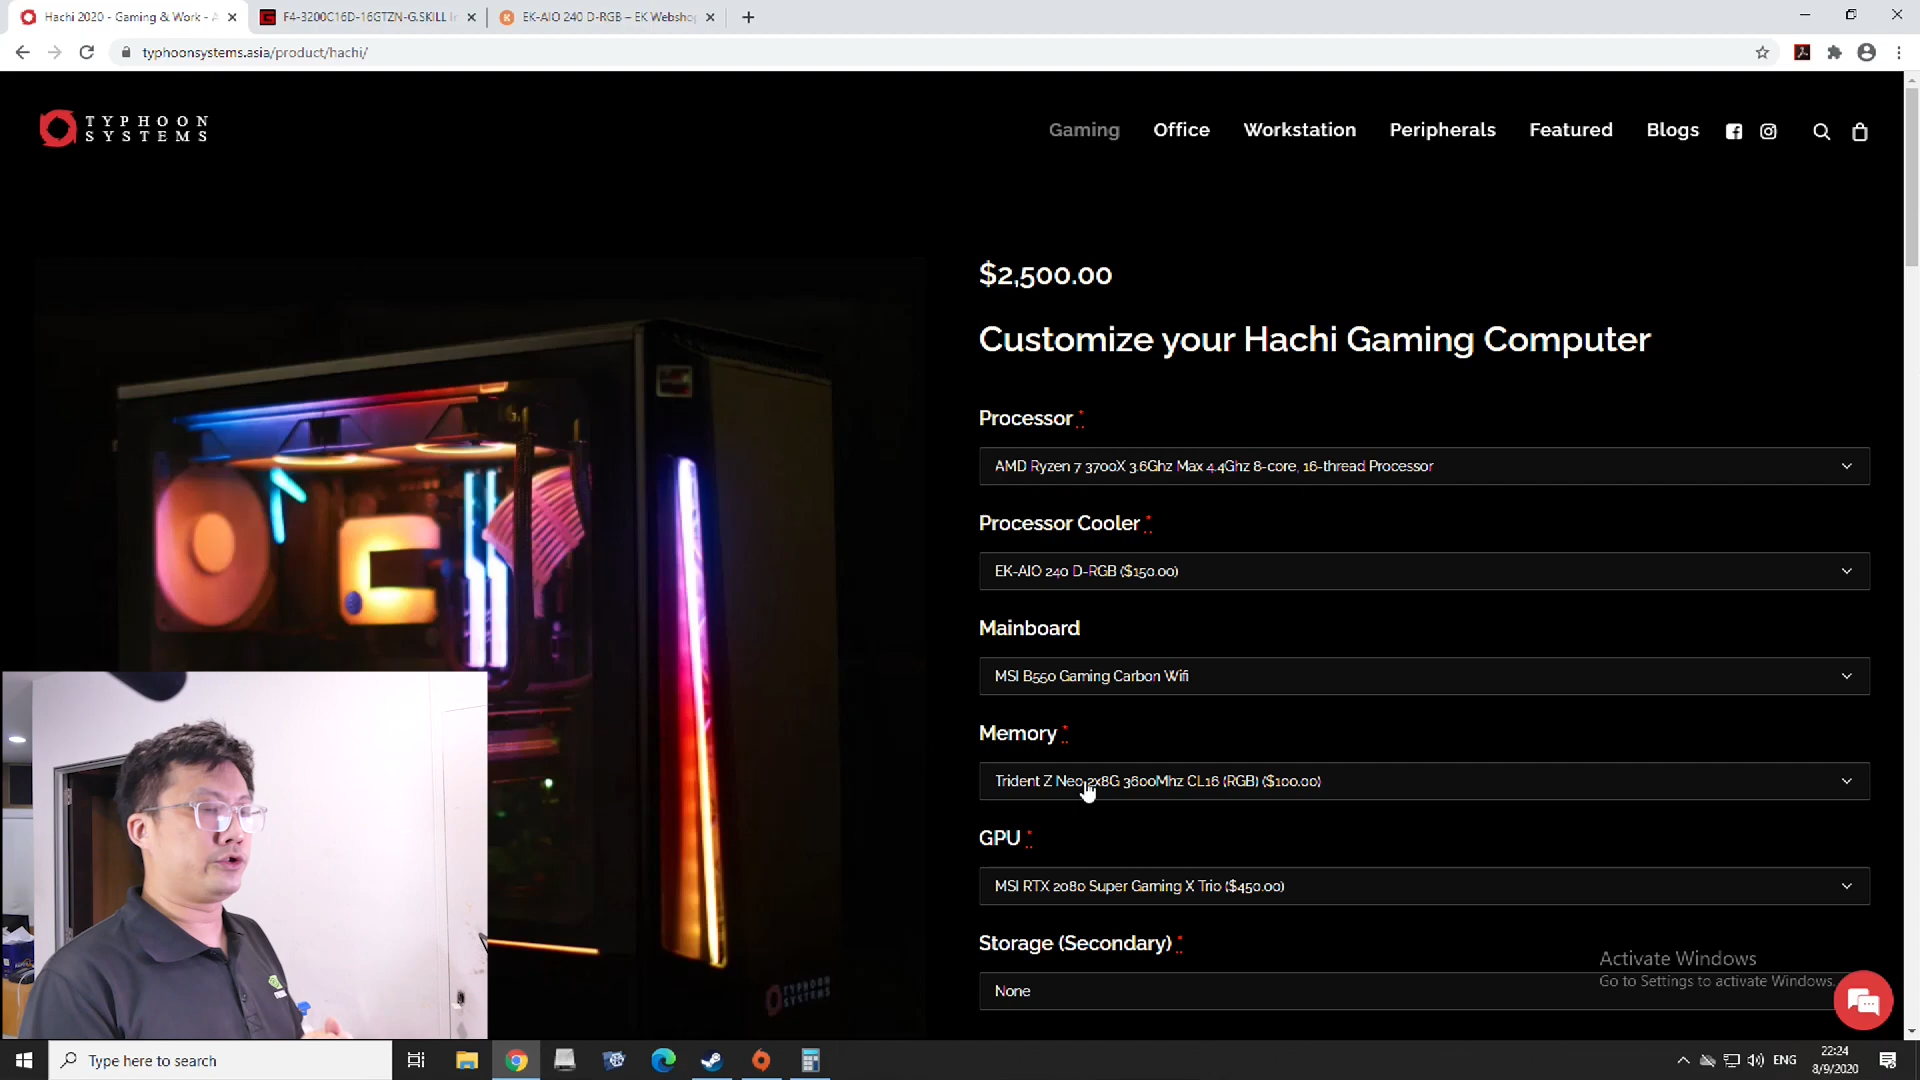 Hachi 2020 - Gaming & Work - A
F4-3200C16D-16GTZN-G.SKILL In
EK-AIO 240 D-RGB – EK Webshop
typhoonsystems.asia/product/hachi/
TYPHOON
SYSTEMS
Gaming
Office
Workstation
Peripherals
Featured
Blogs
$2,500.00
Customize your Hachi Gaming Computer
Processor *
AMD Ryzen 7 3700X 3.6Ghz Max 4.4Ghz 8-core, 16-thread Processor
Processor Cooler *
EK-AIO 240 D-RGB ($150.00)
Mainboard
MSI B550 Gaming Carbon Wifi
Memory *
Trident Z Neo 2x8G 3600Mhz CL16 (RGB) ($100.00)
GPU *
MSI RTX 2080 Super Gaming X Trio ($450.00)
Storage (Secondary) *
None
TYPHOON
SYSTEMS
Activate Windows
Go to Settings to activate Windows.
Type here to search
ENG
22:24
8/9/2020